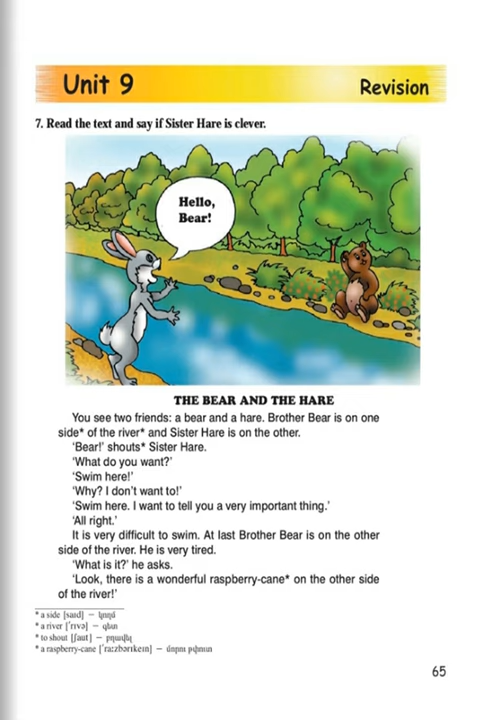 Unit 9
Revision
7. Read the text and say if Sister Hare is clever.
Hello,
Bear!
THE BEAR AND THE HARE
You see two friends: a bear and a hare. Brother Bear is on one
side* of the river* and Sister Hare is on the other.
‘Bear!’ shouts* Sister Hare.
‘What do you want?’
‘Swim here!’
‘Why? I don’t want to!’
‘Swim here. I want to tell you a very important thing.’
‘All right.’
It is very difficult to swim. At last Brother Bear is on the other
side of the river. He is very tired.
‘What is it?’ he asks.
‘Look, there is a wonderful raspberry-cane* on the other side
of the river!’
* a side [saɪd] – կողմ
* a river [ˈrɪvə] – գետ
* to shout [ʃaut] – բղավել
* a raspberry-cane [ˈraːzbərɪkeɪn] – մորու թփուտ
65